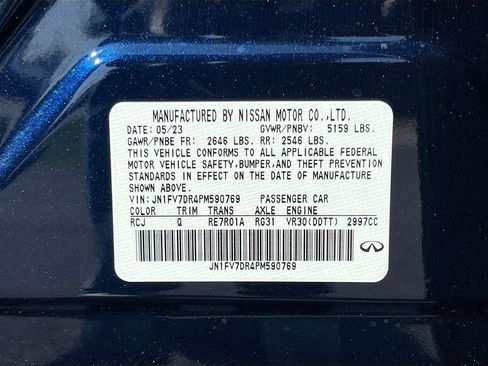 MANUFACTURED BY NISSAN MOTOR CO.,LTD.
DATE: 05/23 GVWR/PNBV: 5159 LBS.
GAWR/PNBE FR: 2646 LBS. RR: 2546 LBS.
THIS VEHICLE CONFORMS TO ALL APPLICABLE FEDERAL
MOTOR VEHICLE SAFETY,BUMPER,AND THEFT PREVENTION
STANDARDS IN EFFECT ON THE DATE OF MANUFACTURE
SHOWN ABOVE.
VIN: JN1FV7DR4PM590769 PASSENGER CAR
COLOR TRIM TRANS AXLE ENGINE
RCJ Q RE7R01A RG31 VR30(DDTT) 2997CC
JN1FV7DR4PM590769